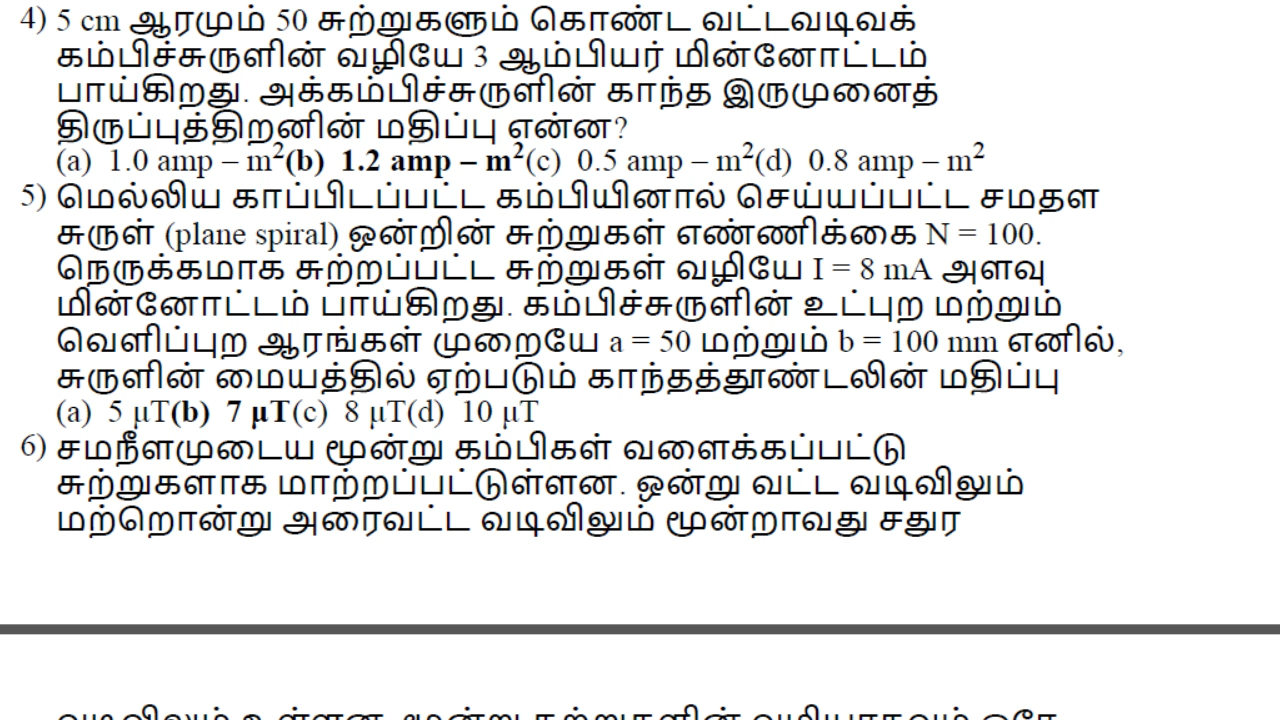 4) 5 cm ஆரமும் 50 சுற்றுகளும் கொண்ட வட்டவடிவக்
கம்பிச்சுருளின் வழியே 3 ஆம்பியர் மின்னோட்டம்
பாய்கிறது. அக்கம்பிச்சுருளின் காந்த இருமுனைத்
திருப்புத்திறனின் மதிப்பு என்ன?
(a) 1.0 amp – m²(b) 1.2 amp – m²(c) 0.5 amp – m²(d) 0.8 amp – m²
5) மெல்லிய காப்பிடப்பட்ட கம்பியினால் செய்யப்பட்ட சமதள
சுருள் (plane spiral) ஒன்றின் சுற்றுகள் எண்ணிக்கை N = 100.
நெருக்கமாக சுற்றப்பட்ட சுற்றுகள் வழியே I = 8 mA அளவு
மின்னோட்டம் பாய்கிறது. கம்பிச்சுருளின் உட்புற மற்றும்
வெளிப்புற ஆரங்கள் முறையே a = 50 மற்றும் b = 100 mm எனில்,
சுருளின் மையத்தில் ஏற்படும் காந்தத்தூண்டலின் மதிப்பு
(a) 5 μT(b) 7 μT(c) 8 μT(d) 10 μT
6) சமநீளமுடைய மூன்று கம்பிகள் வளைக்கப்பட்டு
சுற்றுகளாக மாற்றப்பட்டுள்ளன. ஒன்று வட்ட வடிவிலும்
மற்றொன்று அரைவட்ட வடிவிலும் மூன்றாவது சதுர